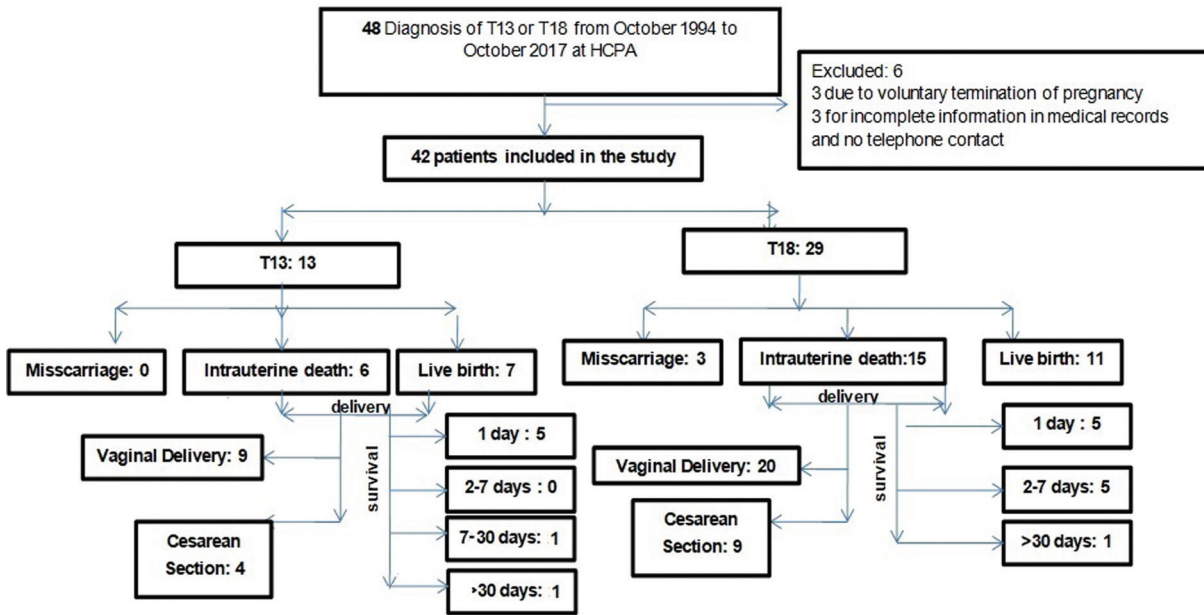 48 Diagnosis of T13 or T18 from October 1994 to
October 2017 at HCPA
Excluded: 6
3 due to voluntary termination of pregnancy
3 for incomplete information in medical records
and no telephone contact
42 patients included in the study
T13: 13
T18: 29
Misscarriage: 0
Intrauterine death: 6
Live birth: 7
Misscarriage: 3
Intrauterine death:15
Live birth: 11
delivery
delivery
Vaginal Delivery: 9
Cesarean
Section: 4
survival
1 day : 5
2-7 days : 0
7-30 days: 1
>30 days: 1
Vaginal Delivery: 20
Cesarean
Section: 9
survival
1 day : 5
2-7 days: 5
>30 days: 1